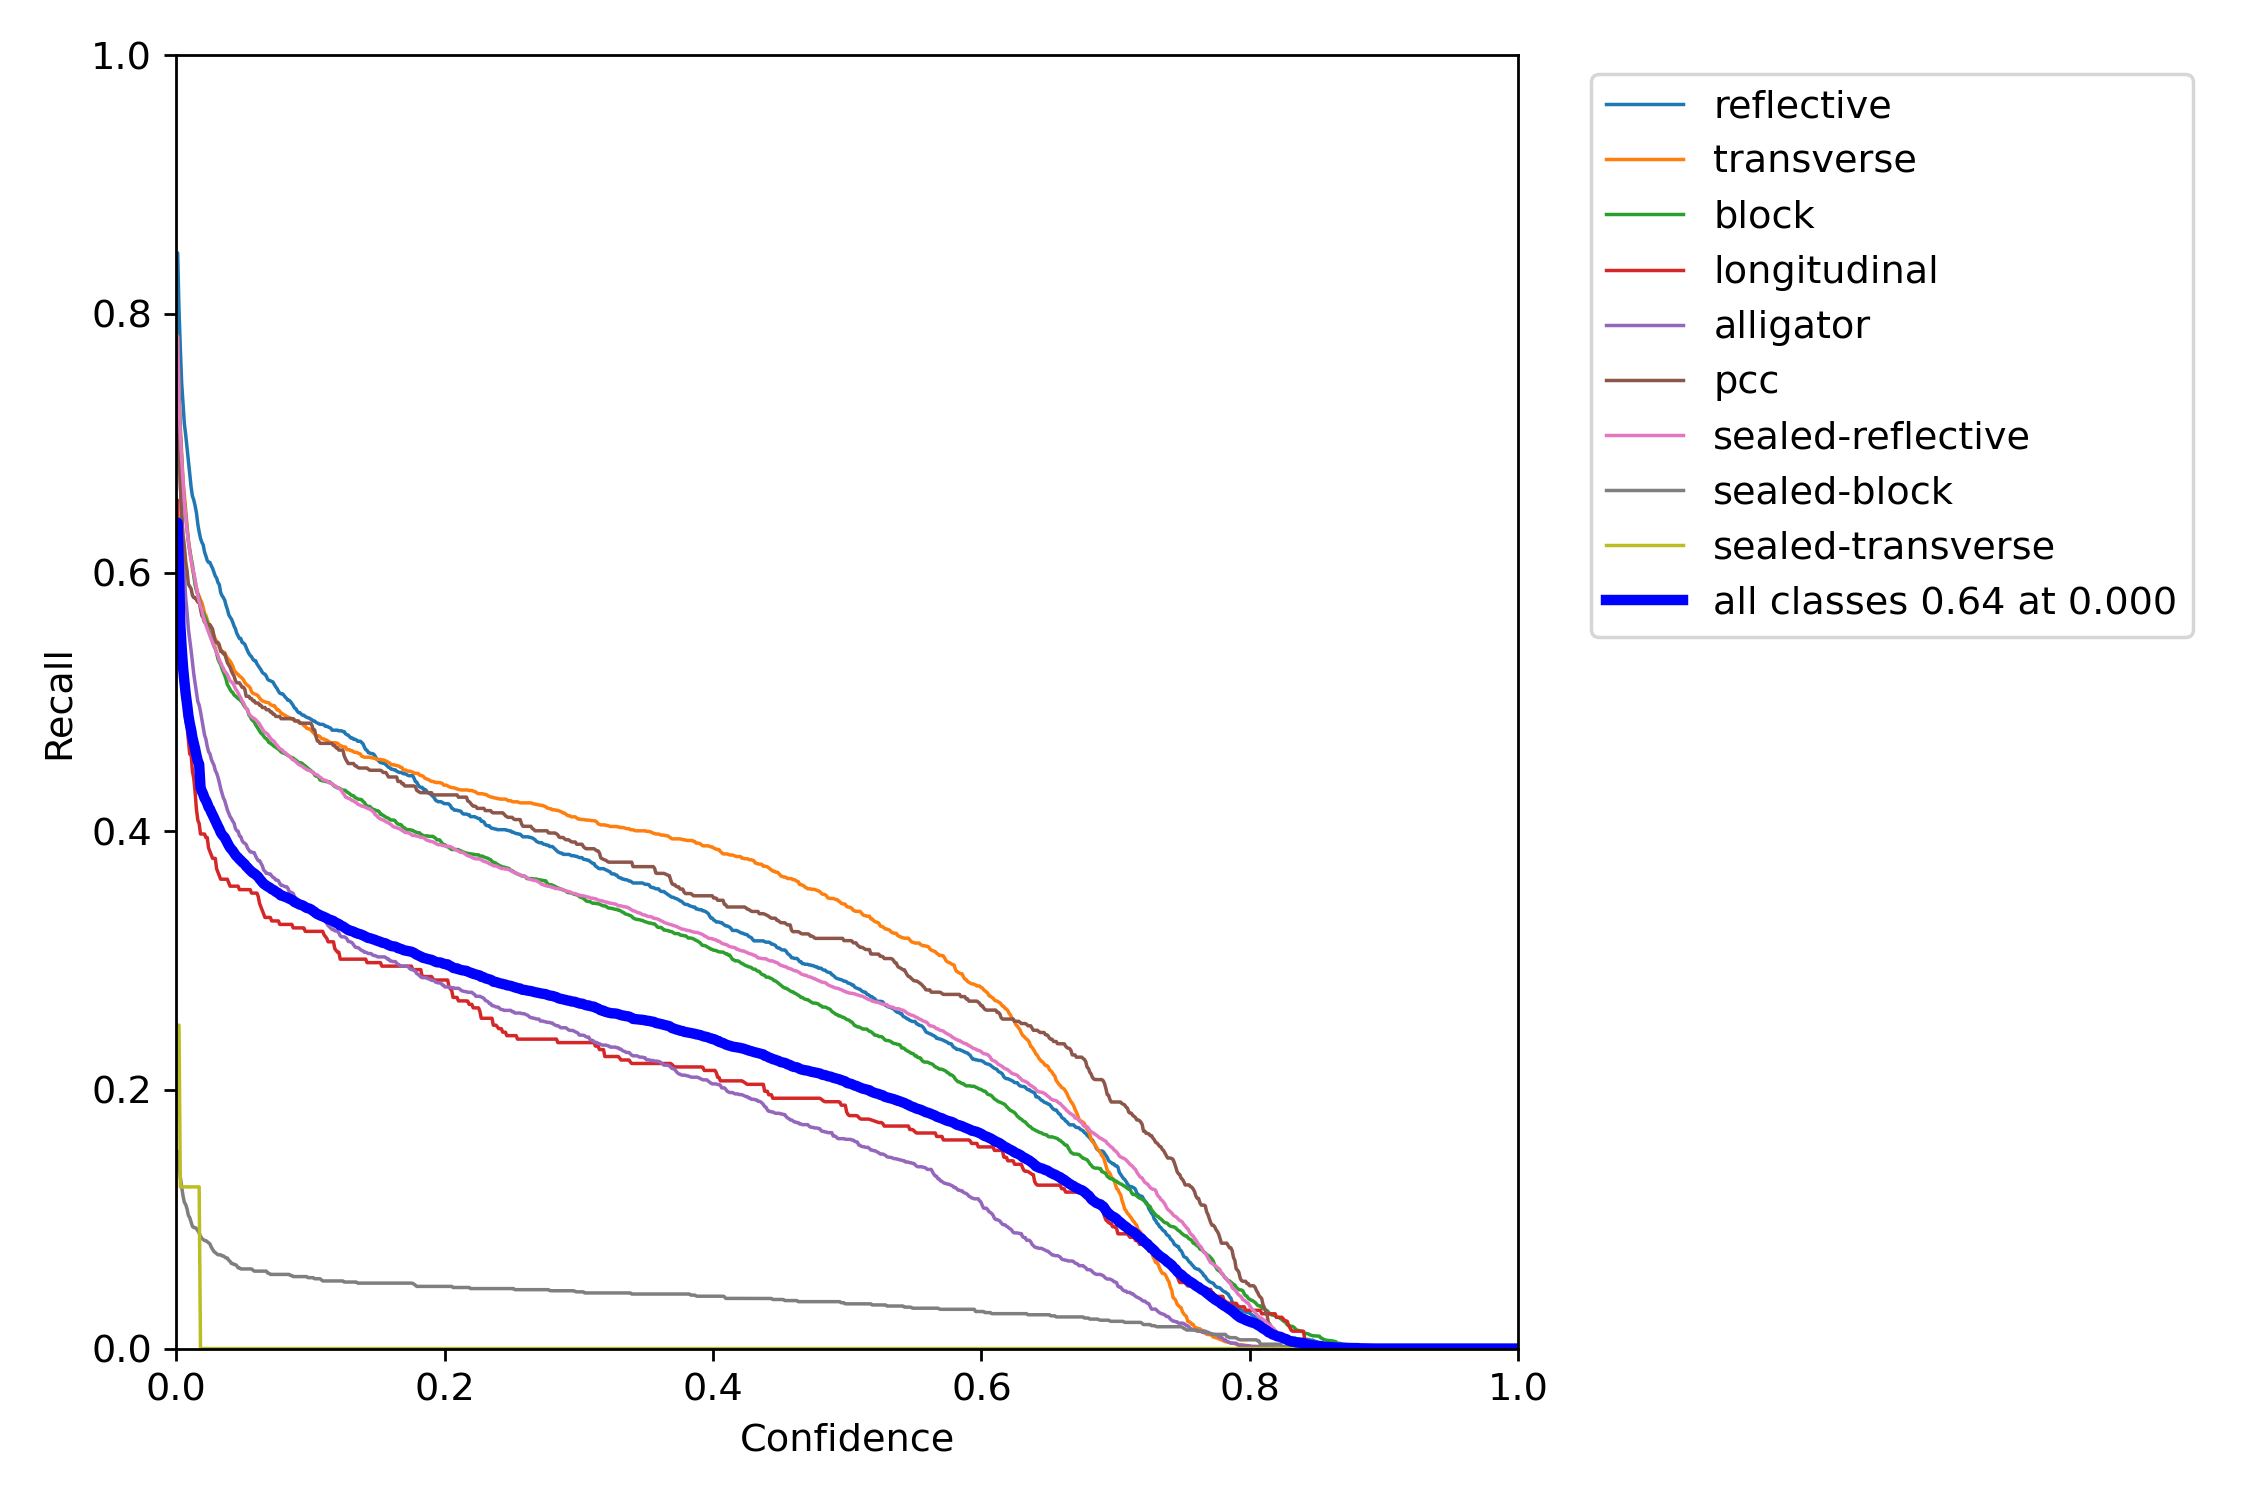 1.0
0.8
0.6
0.4
0.2
0.0
Recall
0.0 0.2 0.4 0.6 0.8 1.0
Confidence
reflective
transverse
block
longitudinal
alligator
pcc
sealed-reflective
sealed-block
sealed-transverse
all classes 0.64 at 0.000